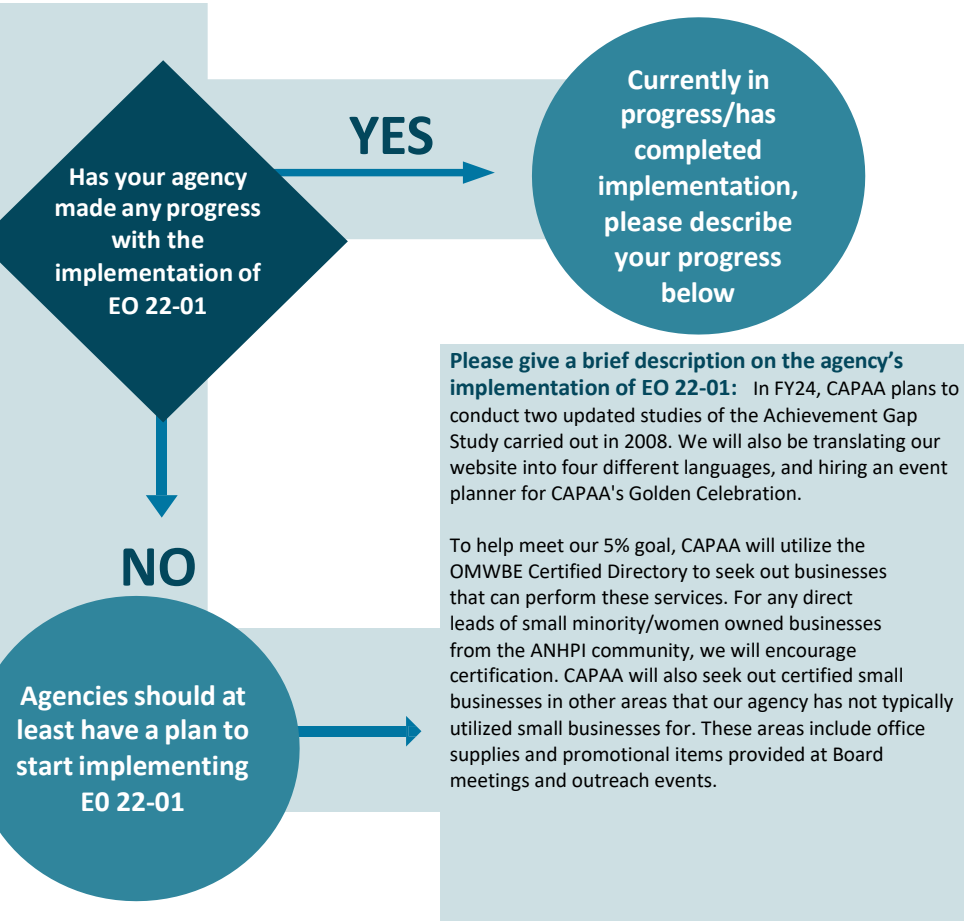 Has your agency
made any progress
with the
implementation of
EO 22-01
YES
Currently in
progress/has
completed
implementation,
please describe
your progress
below
Please give a brief description on the agency’s
implementation of EO 22-01: In FY24, CAPAA plans to
conduct two updated studies of the Achievement Gap
Study carried out in 2008. We will also be translating our
website into four different languages, and hiring an event
planner for CAPAA's Golden Celebration.
To help meet our 5% goal, CAPAA will utilize the
OMWBE Certified Directory to seek out businesses
that can perform these services. For any direct
leads of small minority/women owned businesses
from the ANHPI community, we will encourage
certification. CAPAA will also seek out certified small
businesses in other areas that our agency has not typically
utilized small businesses for. These areas include office
supplies and promotional items provided at Board
meetings and outreach events.
NO
Agencies should at
least have a plan to
start implementing
E0 22-01